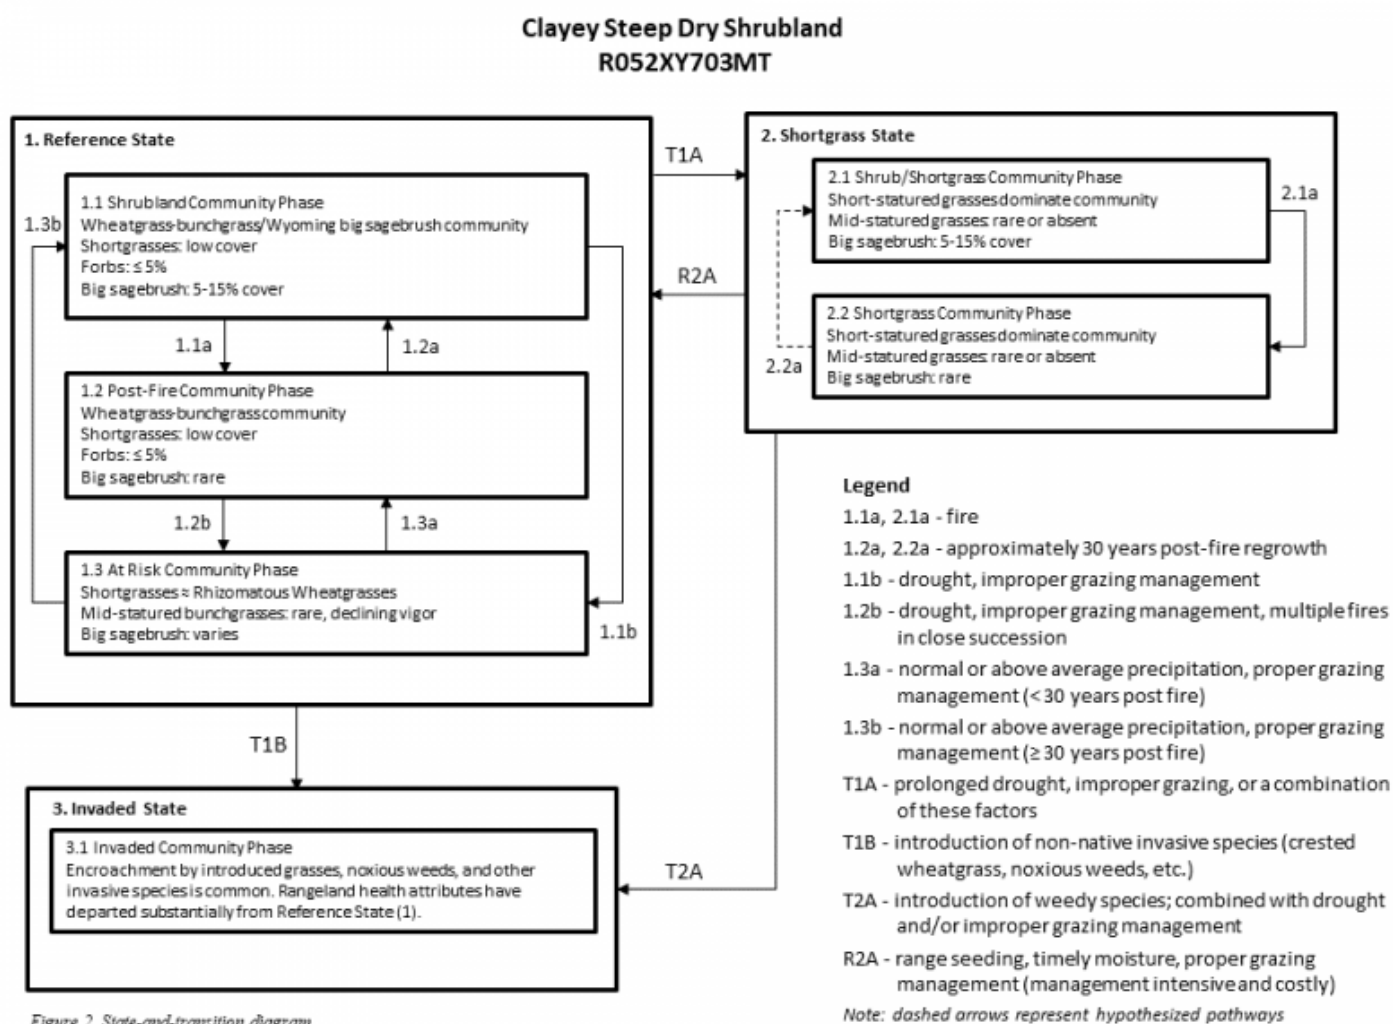 Clayey Steep Dry Shrubland
R052XY703MT
1. Reference State
1.3b
1.1 Shrubland Community Phase
Wheatgrass-bunchgrass/Wyoming big sagebrush community
Shortgrasses: low cover
Forbs: ≤ 5%
Big sagebrush: 5-15% cover
1.1a
1.2a
1.2 Post-Fire Community Phase
Wheatgrass-bunchgrass community
Shortgrasses: low cover
Forbs: ≤ 5%
Big sagebrush: rare
1.2b
1.3a
1.3 At Risk Community Phase
Shortgrasses ≈ Rhizomatous Wheatgrasses
Mid-statured bunchgrasses: rare, declining vigor
Big sagebrush: varies
1.1b
T1A
R2A
2. Shortgrass State
2.1 Shrub/Shortgrass Community Phase
Short-statured grasses dominate community
Mid-statured grasses: rare or absent
Big sagebrush: 5-15% cover
2.1a
2.2 Shortgrass Community Phase
Short-statured grasses dominate community
Mid-statured grasses: rare or absent
Big sagebrush: rare
2.2a
T1B
3. Invaded State
3.1 Invaded Community Phase
Encroachment by introduced grasses, noxious weeds, and other
invasive species is common. Rangeland health attributes have
departed substantially from Reference State (1).
T2A
Legend
1.1a, 2.1a - fire
1.2a, 2.2a - approximately 30 years post-fire regrowth
1.1b - drought, improper grazing management
1.2b - drought, improper grazing management, multiple fires
in close succession
1.3a - normal or above average precipitation, proper grazing
management (< 30 years post fire)
1.3b - normal or above average precipitation, proper grazing
management (≥ 30 years post fire)
T1A - prolonged drought, improper grazing, or a combination
of these factors
T1B - introduction of non-native invasive species (crested
wheatgrass, noxious weeds, etc.)
T2A - introduction of weedy species; combined with drought
and/or improper grazing management
R2A - range seeding, timely moisture, proper grazing
management (management intensive and costly)
Note: dashed arrows represent hypothesized pathways
Figure 2. State-and-transition diagram